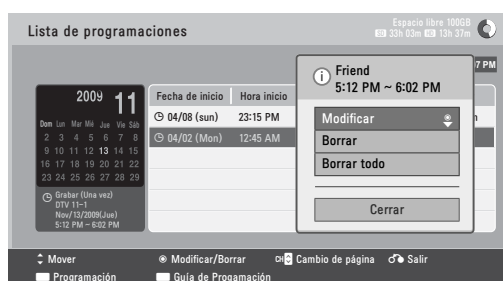 Lista de programaciones
Espacio libre 100GB
SD 33h 03m HD 13h 37m
7 PM
2009 11
Dom Lun Mar Mié Jue Vie Sáb
2 3 4 5 6 7 8
9 10 11 12 13 14 15
16 17 18 19 20 21 22
23 24 25 26 27 28 29
Grabar (Una vez)
DTV 11-1
Nov/13/2009(Jue)
5:12 PM ~ 6:02 PM
Fecha de inicio Hora inicio
04/08 (sun) 23:15 PM
04/02 (Mon) 12:45 AM
Friend
5:12 PM ~ 6:02 PM
Modificar
Borrar
Borrar todo
Cerrar
Mover Modificar/Borrar CH Cambio de página Salir
Programación Guía de Progamación